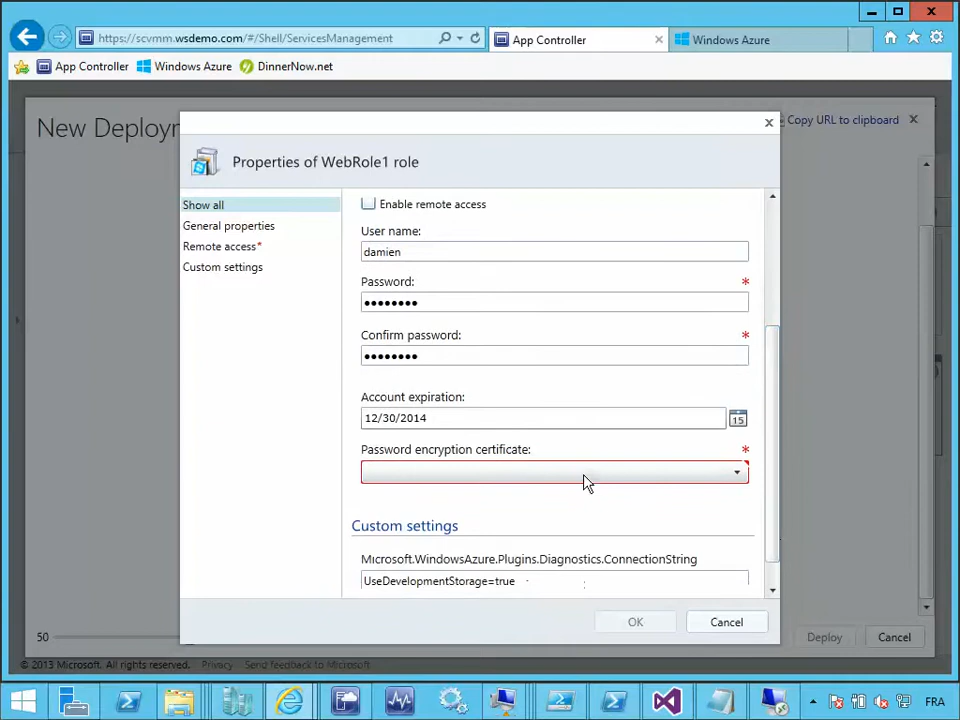 https://scvmm.wsdemo.com/#/Shell/ServicesManagement
App Controller
Windows Azure
App Controller
Windows Azure
DinnerNow.net
New Deploym
Copy URL to clipboard
Properties of WebRole1 role
Show all
General properties
Remote access*
Custom settings
Enable remote access
User name:
damien
Password:
*
••••••••
Confirm password:
*
••••••••
Account expiration:
12/30/2014
15
Password encryption certificate:
*
Custom settings
Microsoft.WindowsAzure.Plugins.Diagnostics.ConnectionString
UseDevelopmentStorage=true
OK
Cancel
50
Deploy
Cancel
© 2013 Microsoft. All rights reserved.
Privacy
Send feedback to Microsoft
FRA